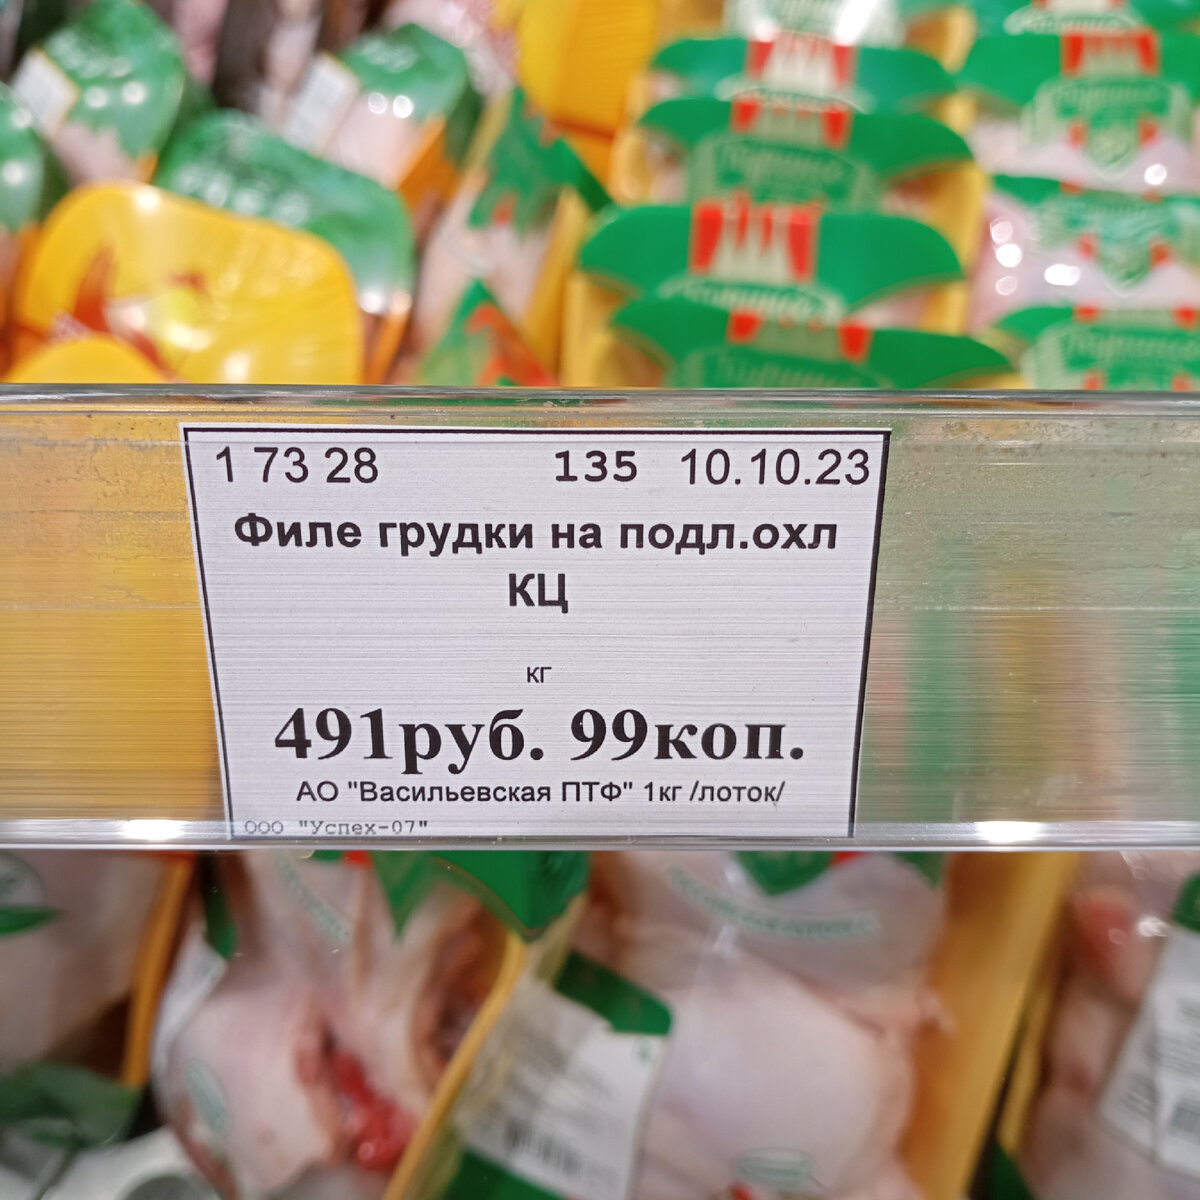 1 73 28 135 10.10.23
Филе грудки на подл.охл
КЦ
кг
491руб. 99коп.
АО "Васильевская ПТФ" 1кг /лоток/
ООО "Успех-07"